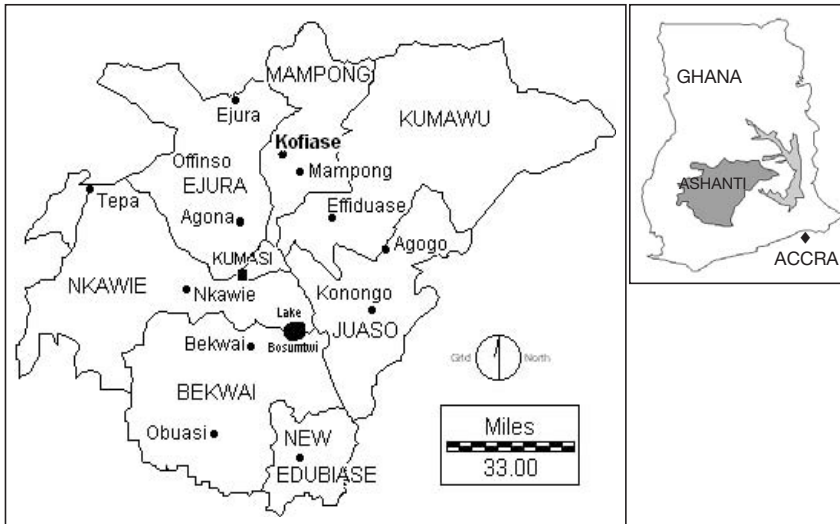 MAMPONG
Ejura
KUMAWU
Kofiase
Offinso
Mampong
EJURA
Tepa
Effiduase
Agona
Agogo
KUMASI
NKAWIE
Nkawie
Konongo
Lake
JUASO
Bekwai
Bosumtwi
Grid
North
BEKWAI
Obuasi
NEW
EDUBIASE
Miles
33.00
GHANA
ASHANTI
ACCRA